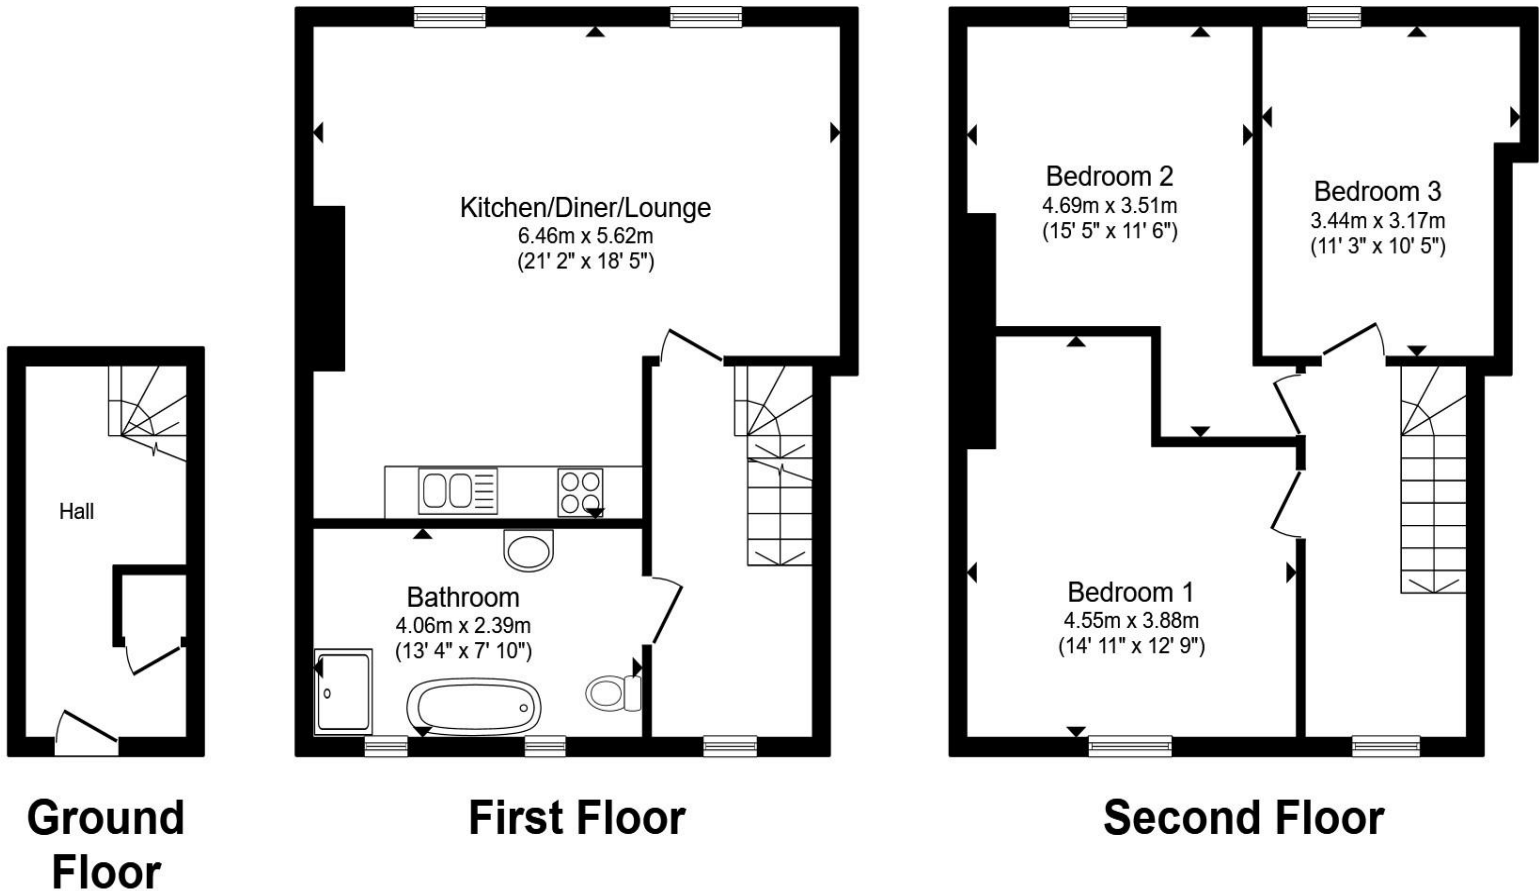 Hall
Ground
Floor
Kitchen/Diner/Lounge
6.46m x 5.62m
(21' 2" x 18' 5")
Bathroom
4.06m x 2.39m
(13' 4" x 7' 10")
First Floor
Bedroom 2
4.69m x 3.51m
(15' 5" x 11' 6")
Bedroom 3
3.44m x 3.17m
(11' 3" x 10' 5")
Bedroom 1
4.55m x 3.88m
(14' 11" x 12' 9")
Second Floor